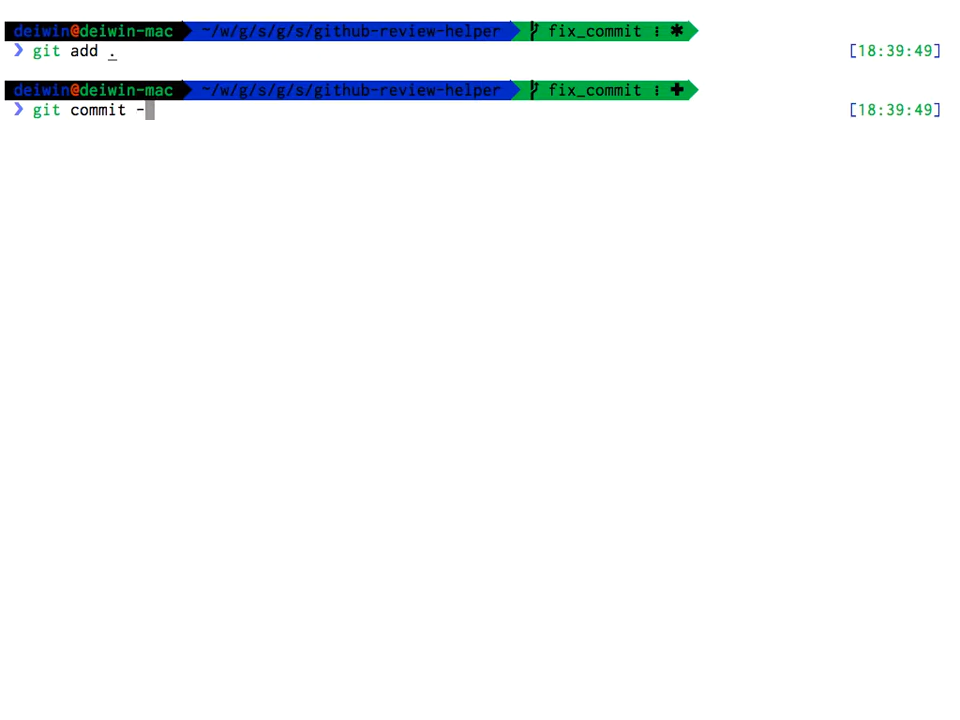 deiwin@deiwin-mac ~/w/g/s/g/s/github-review-helper fix_commit : ✱
❯ git add . [18:39:49]
deiwin@deiwin-mac ~/w/g/s/g/s/github-review-helper fix_commit : ✚
❯ git commit - [18:39:49]